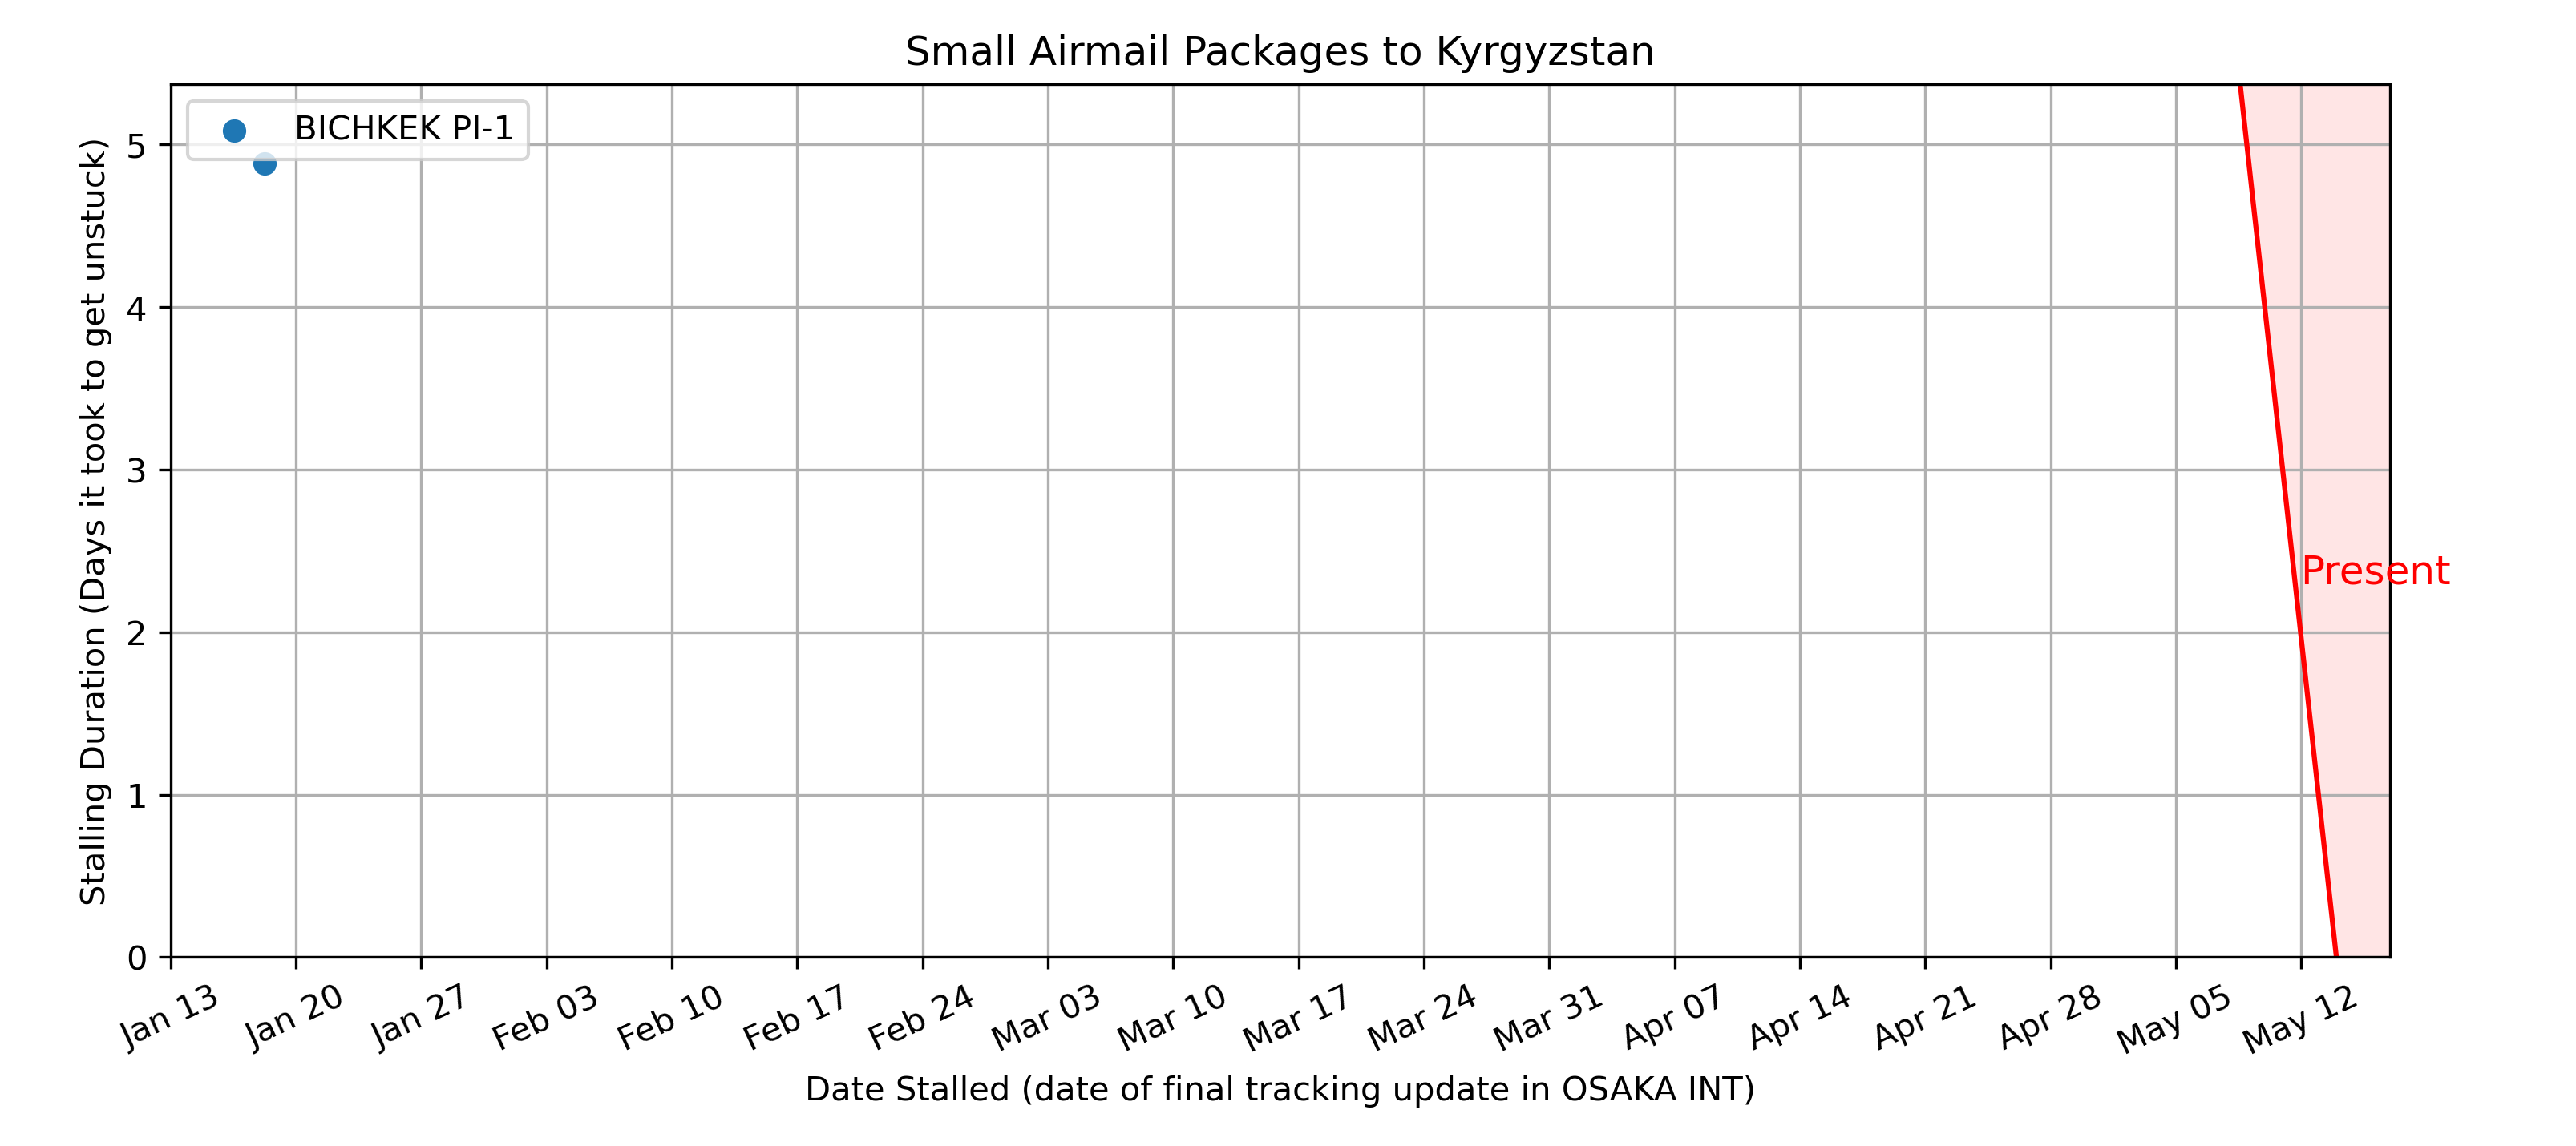 Small Airmail Packages to Kyrgyzstan
BICHKEK PI-1
Stalling Duration (Days it took to get unstuck)
5
4
3
2
1
0
Present
Jan 13 Jan 20 Jan 27 Feb 03 Feb 10 Feb 17 Feb 24 Mar 03 Mar 10 Mar 17 Mar 24 Mar 31 Apr 07 Apr 14 Apr 21 Apr 28 May 05 May 12
Date Stalled (date of final tracking update in OSAKA INT)